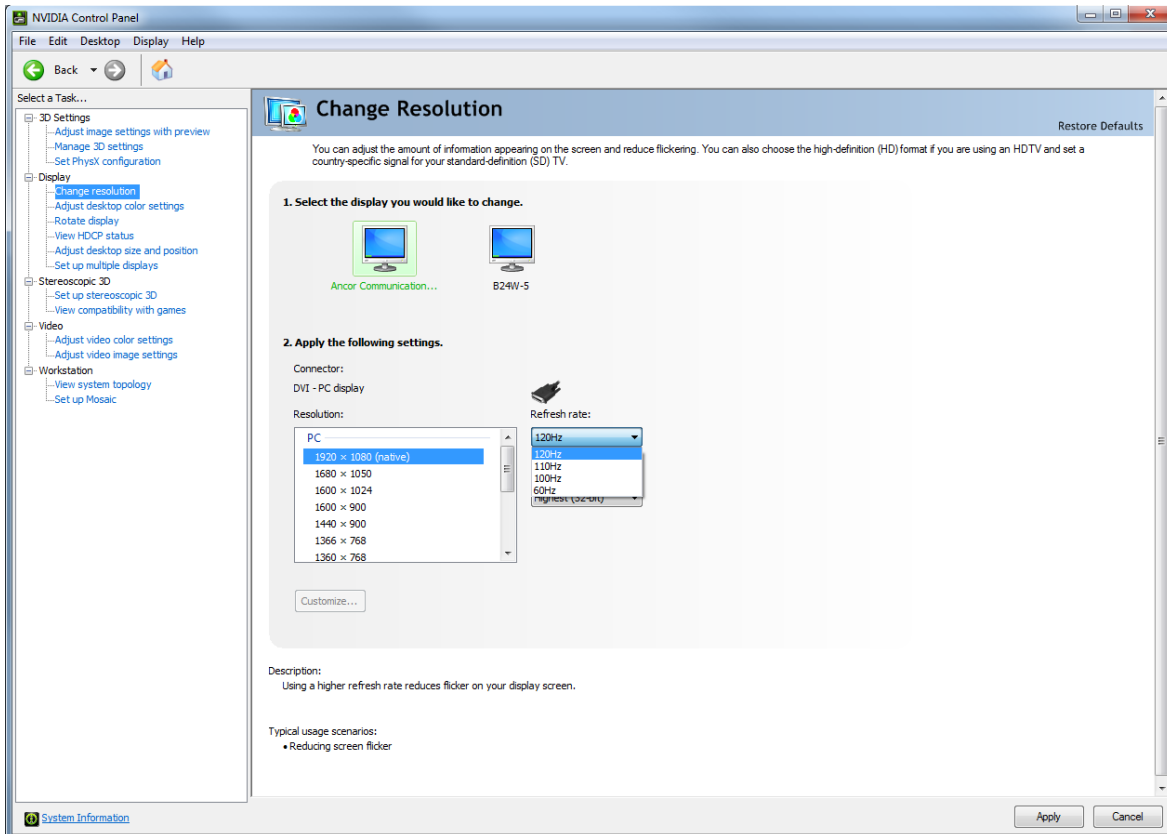 NVIDIA Control Panel
File Edit Desktop Display Help
Back
Select a Task...
3D Settings
Adjust image settings with preview
Manage 3D settings
Set PhysX configuration
Display
Change resolution
Adjust desktop color settings
Rotate display
View HDCP status
Adjust desktop size and position
Set up multiple displays
Stereoscopic 3D
Set up stereoscopic 3D
View compatibility with games
Video
Adjust video color settings
Adjust video image settings
Workstation
View system topology
Set up Mosaic
System Information
Change Resolution
Restore Defaults
You can adjust the amount of information appearing on the screen and reduce flickering. You can also choose the high-definition (HD) format if you are using an HDTV and set a
country-specific signal for your standard-definition (SD) TV.
1. Select the display you would like to change.
Ancor Communication...
B24W-5
2. Apply the following settings.
Connector:
DVI - PC display
Resolution:
PC
1920 × 1080 (native)
1680 × 1050
1600 × 1024
1600 × 900
1440 × 900
1366 × 768
1360 × 768
Refresh rate:
120Hz
120Hz
110Hz
100Hz
60Hz
Highest (32-bit)
Customize...
Description:
Using a higher refresh rate reduces flicker on your display screen.
Typical usage scenarios:
• Reducing screen flicker
Apply
Cancel